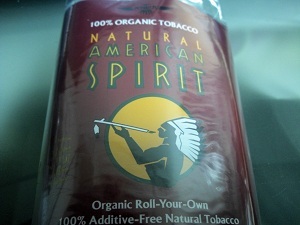 100% ORGANIC TOBACCO
NATURAL
AMERICAN
SPIRIT
Organic Roll-Your-Own
100% Additive-Free Natural Tobacco